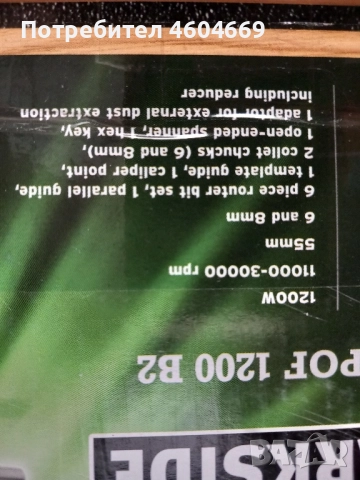 Потребител 4604669
ARKSIDE
POF 1200 B2
1200W
11000-30000 rpm
55mm
6 and 8mm
6 piece router bit, set, 1 parallel guide,
1 template guide, 1 caliper point,
2 collet chucks (6 and 8mm),
1 open-ended spanner, 1 hex key,
1 adaptor for external dust extraction
including reducer
BAZAR